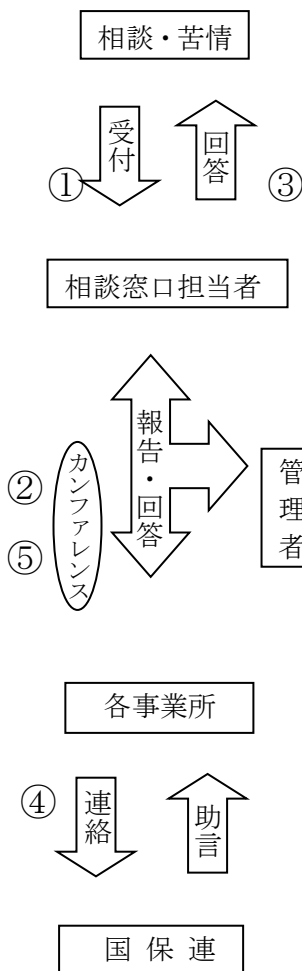 相談・苦情
受付
回答
①
③
相談窓口担当者
報告・回答
カンファレンス
管理者
②
⑤
各事業所
④
連絡
助言
国保連